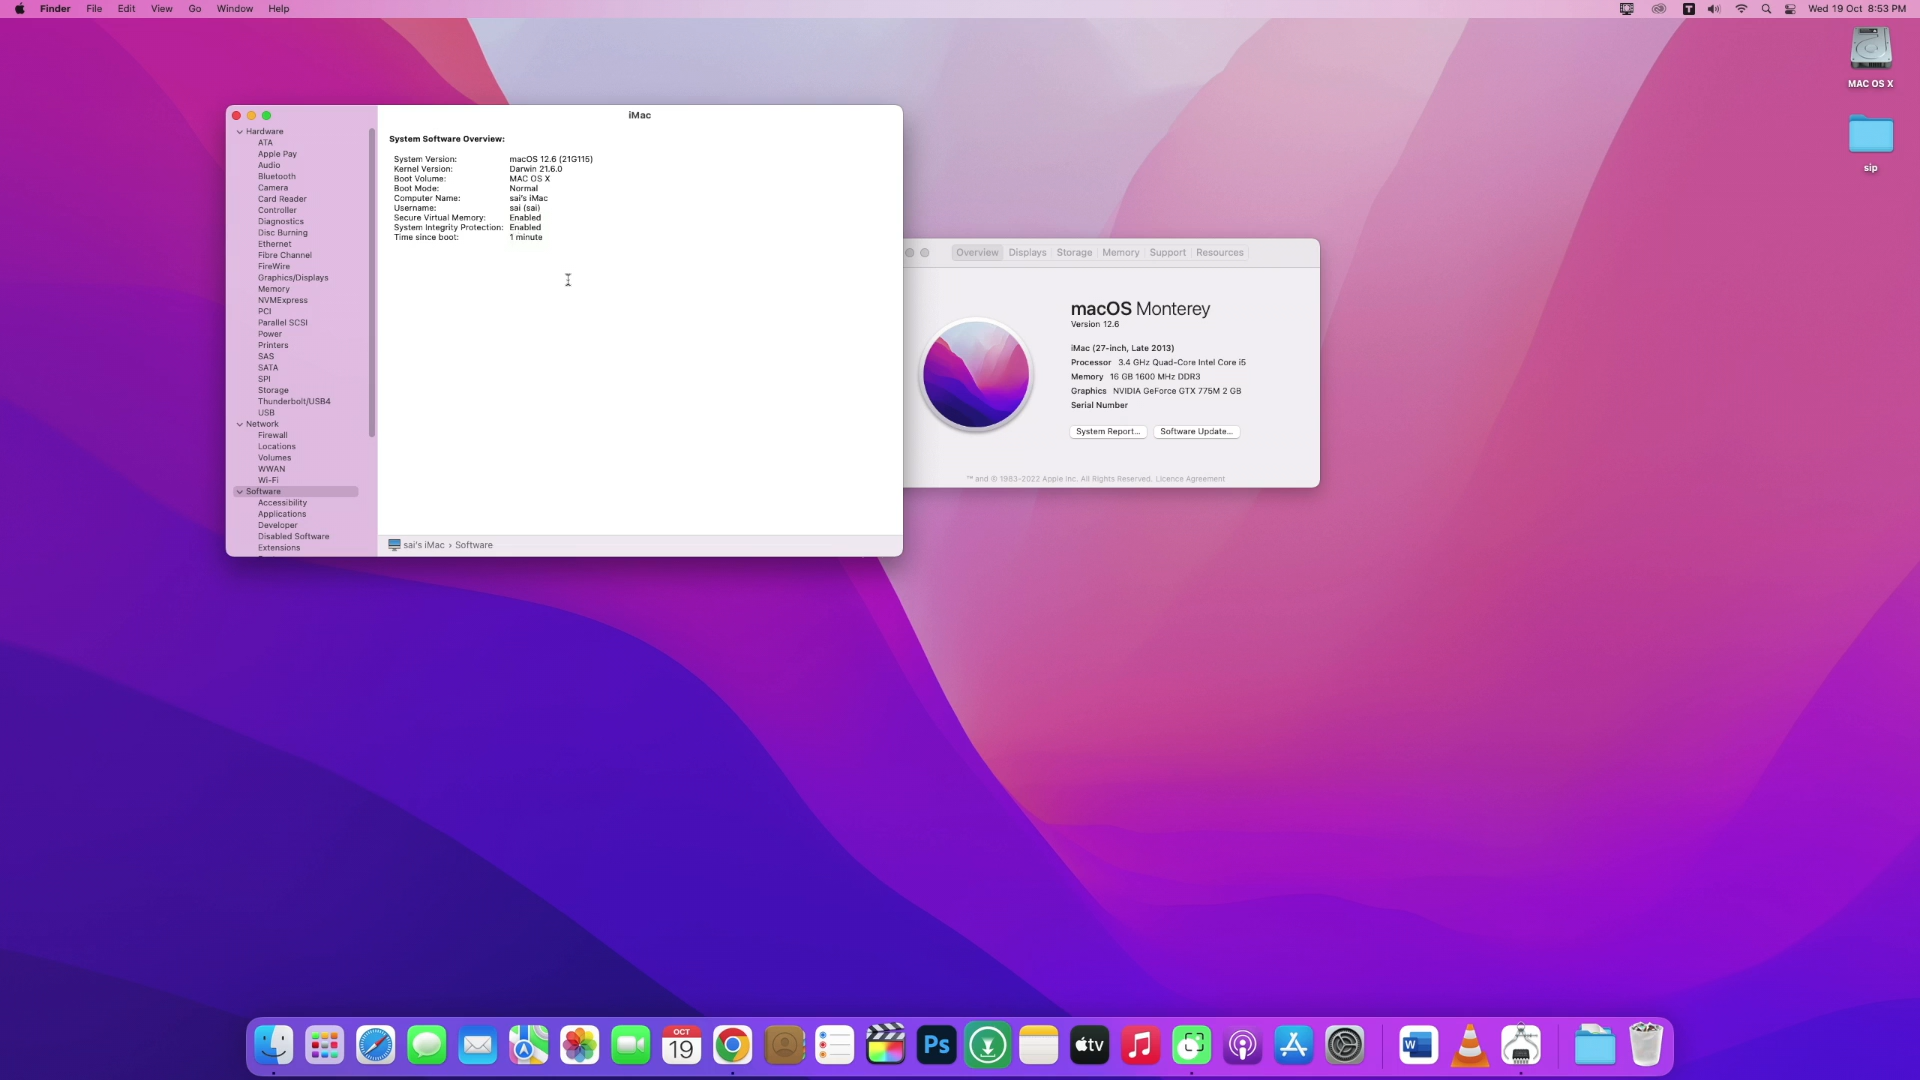 Finder File Edit View Go Window Help
T
Wed 19 Oct 8:53 PM
MAC OS X
sip
iMac
Hardware
ATA
Apple Pay
Audio
Bluetooth
Camera
Card Reader
Controller
Diagnostics
Disc Burning
Ethernet
Fibre Channel
FireWire
Graphics/Displays
Memory
NVMExpress
PCI
Parallel SCSI
Power
Printers
SAS
SATA
SPI
Storage
Thunderbolt/USB4
USB
Network
Firewall
Locations
Volumes
WWAN
Wi-Fi
Software
Accessibility
Applications
Developer
Disabled Software
Extensions
System Software Overview:
System Version: macOS 12.6 (21G115)
Kernel Version: Darwin 21.6.0
Boot Volume: MAC OS X
Boot Mode: Normal
Computer Name: sai's iMac
Username: sai (sai)
Secure Virtual Memory: Enabled
System Integrity Protection: Enabled
Time since boot: 1 minute
sai's iMac › Software
Overview Displays Storage Memory Support Resources
macOS Monterey
Version 12.6
iMac (27-inch, Late 2013)
Processor 3.4 GHz Quad-Core Intel Core i5
Memory 16 GB 1600 MHz DDR3
Graphics NVIDIA GeForce GTX 775M 2 GB
Serial Number
System Report... Software Update...
™ and © 1983-2022 Apple Inc. All Rights Reserved. Licence Agreement
OCT
19
Ps
tv
W